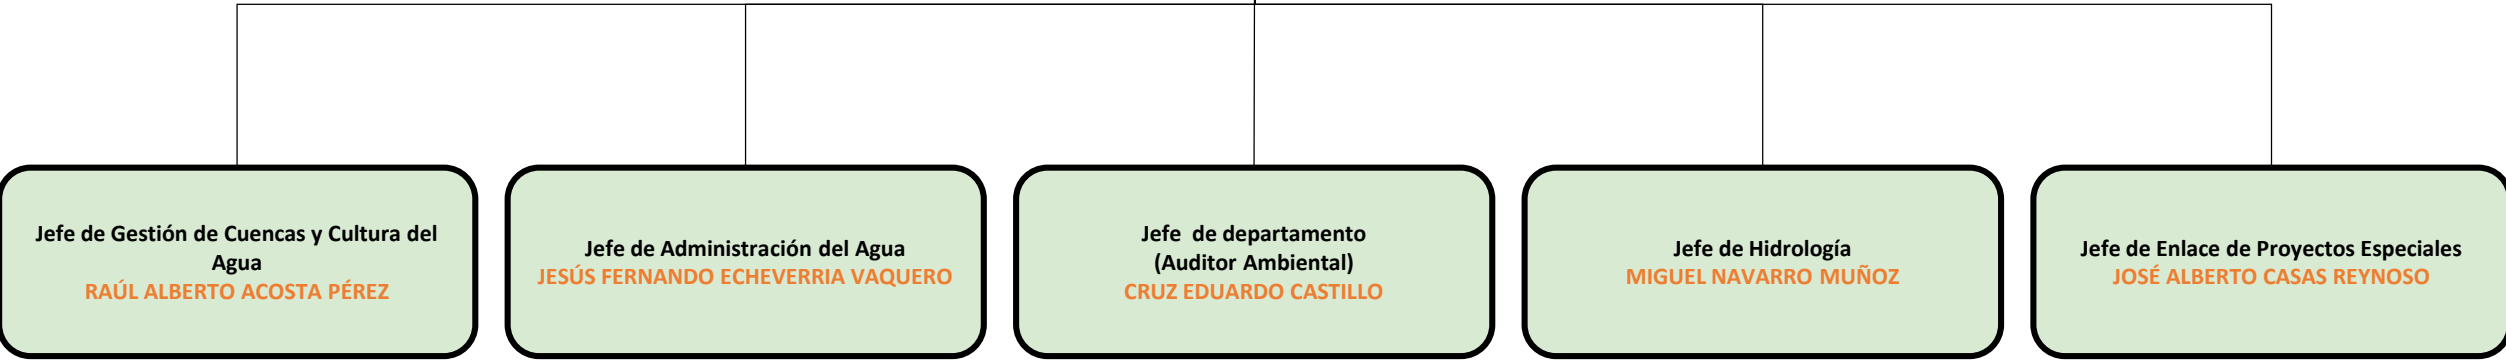 Jefe de Gestión de Cuencas y Cultura del
Agua
RAÚL ALBERTO ACOSTA PÉREZ
Jefe de Administración del Agua
JESÚS FERNANDO ECHEVERRIA VAQUERO
Jefe de departamento
(Auditor Ambiental)
CRUZ EDUARDO CASTILLO
Jefe de Hidrología
MIGUEL NAVARRO MUÑOZ
Jefe de Enlace de Proyectos Especiales
JOSÉ ALBERTO CASAS REYNOSO